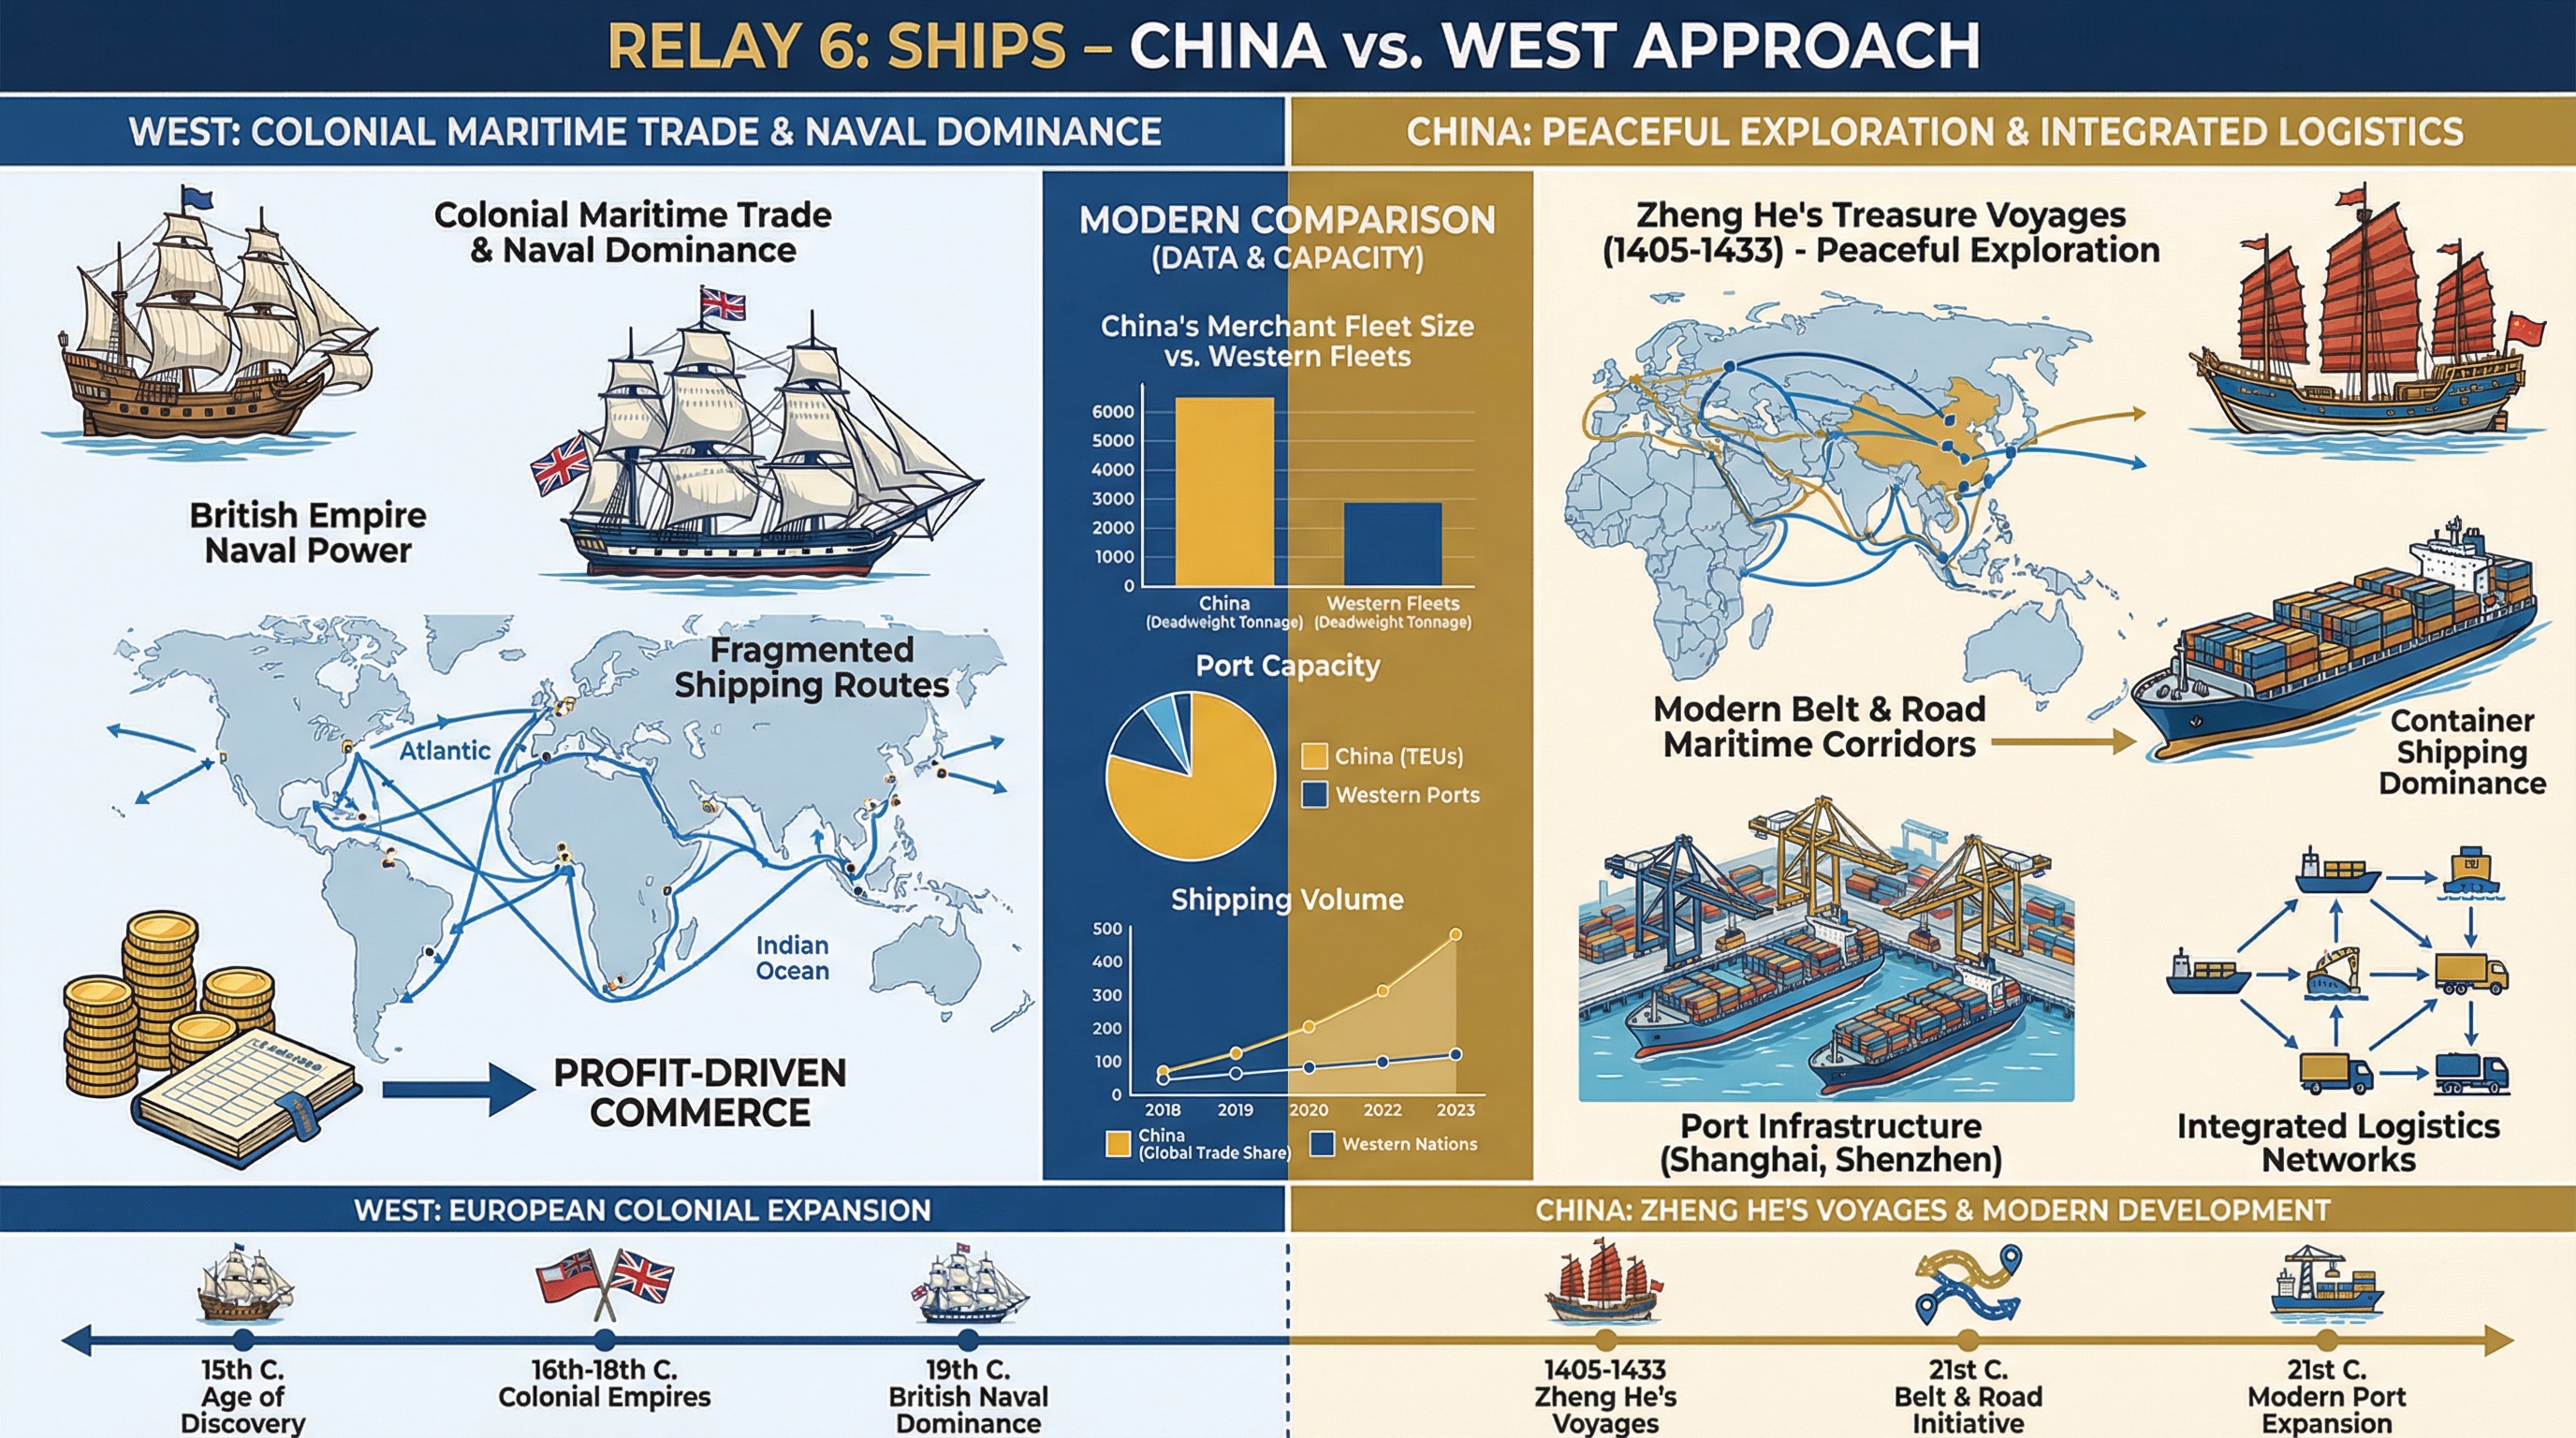 RELAY 6: SHIPS – CHINA vs. WEST APPROACH
WEST: COLONIAL MARITIME TRADE & NAVAL DOMINANCE
CHINA: PEACEFUL EXPLORATION & INTEGRATED LOGISTICS
Colonial Maritime Trade
& Naval Dominance
British Empire
Naval Power
Fragmented
Shipping Routes
Atlantic
Indian
Ocean
PROFIT-DRIVEN
COMMERCE
MODERN COMPARISON
(DATA & CAPACITY)
China's Merchant Fleet Size
vs. Western Fleets
6000
5000
4000
3000
2000
1000
0
China
(Deadweight Tonnage)
Western Fleets
(Deadweight Tonnage)
Port Capacity
China (TEUs)
Western Ports
Shipping Volume
500
400
300
200
100
0
2018 2019 2020 2022 2023
China
(Global Trade Share)
Western Nations
Zheng He's Treasure Voyages
(1405-1433) - Peaceful Exploration
Modern Belt & Road
Maritime Corridors
Container
Shipping
Dominance
Port Infrastructure
(Shanghai, Shenzhen)
Integrated Logistics
Networks
WEST: EUROPEAN COLONIAL EXPANSION
CHINA: ZHENG HE'S VOYAGES & MODERN DEVELOPMENT
15th C.
Age of
Discovery
16th-18th C.
Colonial Empires
19th C.
British Naval
Dominance
1405-1433
Zheng He's
Voyages
21st C.
Belt & Road
Initiative
21st C.
Modern Port
Expansion